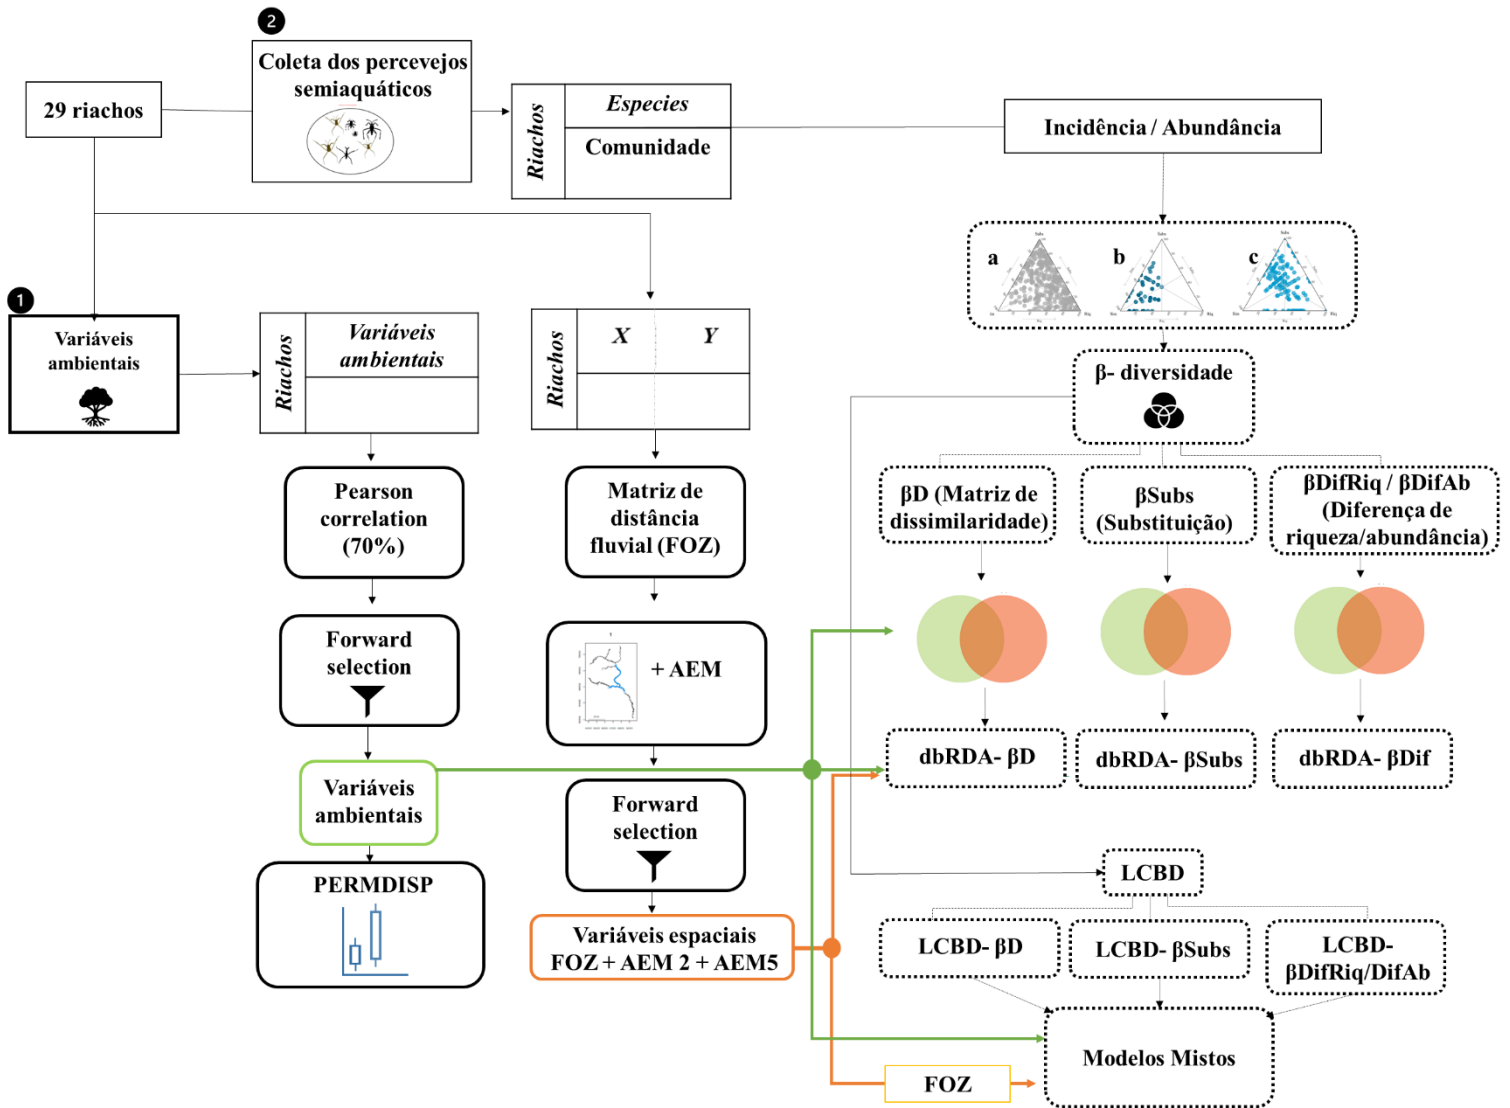 2
Coleta dos percevejos
semiaquáticos
29 riachos
Riachos
Especies
Comunidade
Incidência / Abundância
a
b
c
1
Variáveis
ambientais
Riachos
Variáveis
ambientais
Riachos
X
Y
β- diversidade
Pearson
correlation
(70%)
Matriz de
distância
fluvial (FOZ)
βD (Matriz de
dissimilaridade)
βSubs
(Substituição)
βDifRiq / βDifAb
(Diferença de
riqueza/abundância)
Forward
selection
+ AEM
dbRDA- βD
dbRDA- βSubs
dbRDA- βDif
Variáveis
ambientais
Forward
selection
PERMDISP
LCBD
Variáveis espaciais
FOZ + AEM 2 + AEM5
LCBD- βD
LCBD- βSubs
LCBD-
βDifRiq/DifAb
Modelos Mistos
FOZ